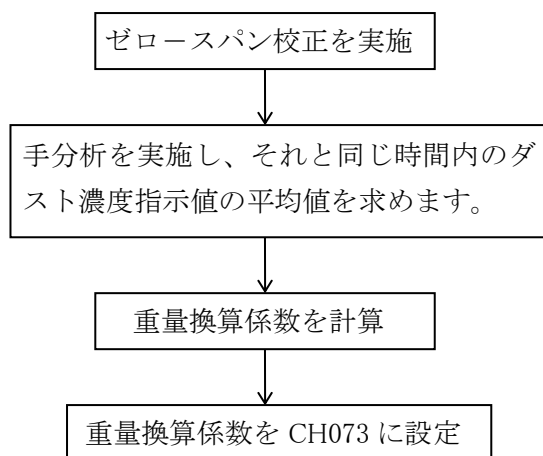 ゼロ－スパン校正を実施
手分析を実施し、それと同じ時間内のダ
スト濃度指示値の平均値を求めます。
重量換算係数を計算
重量換算係数を CH073 に設定